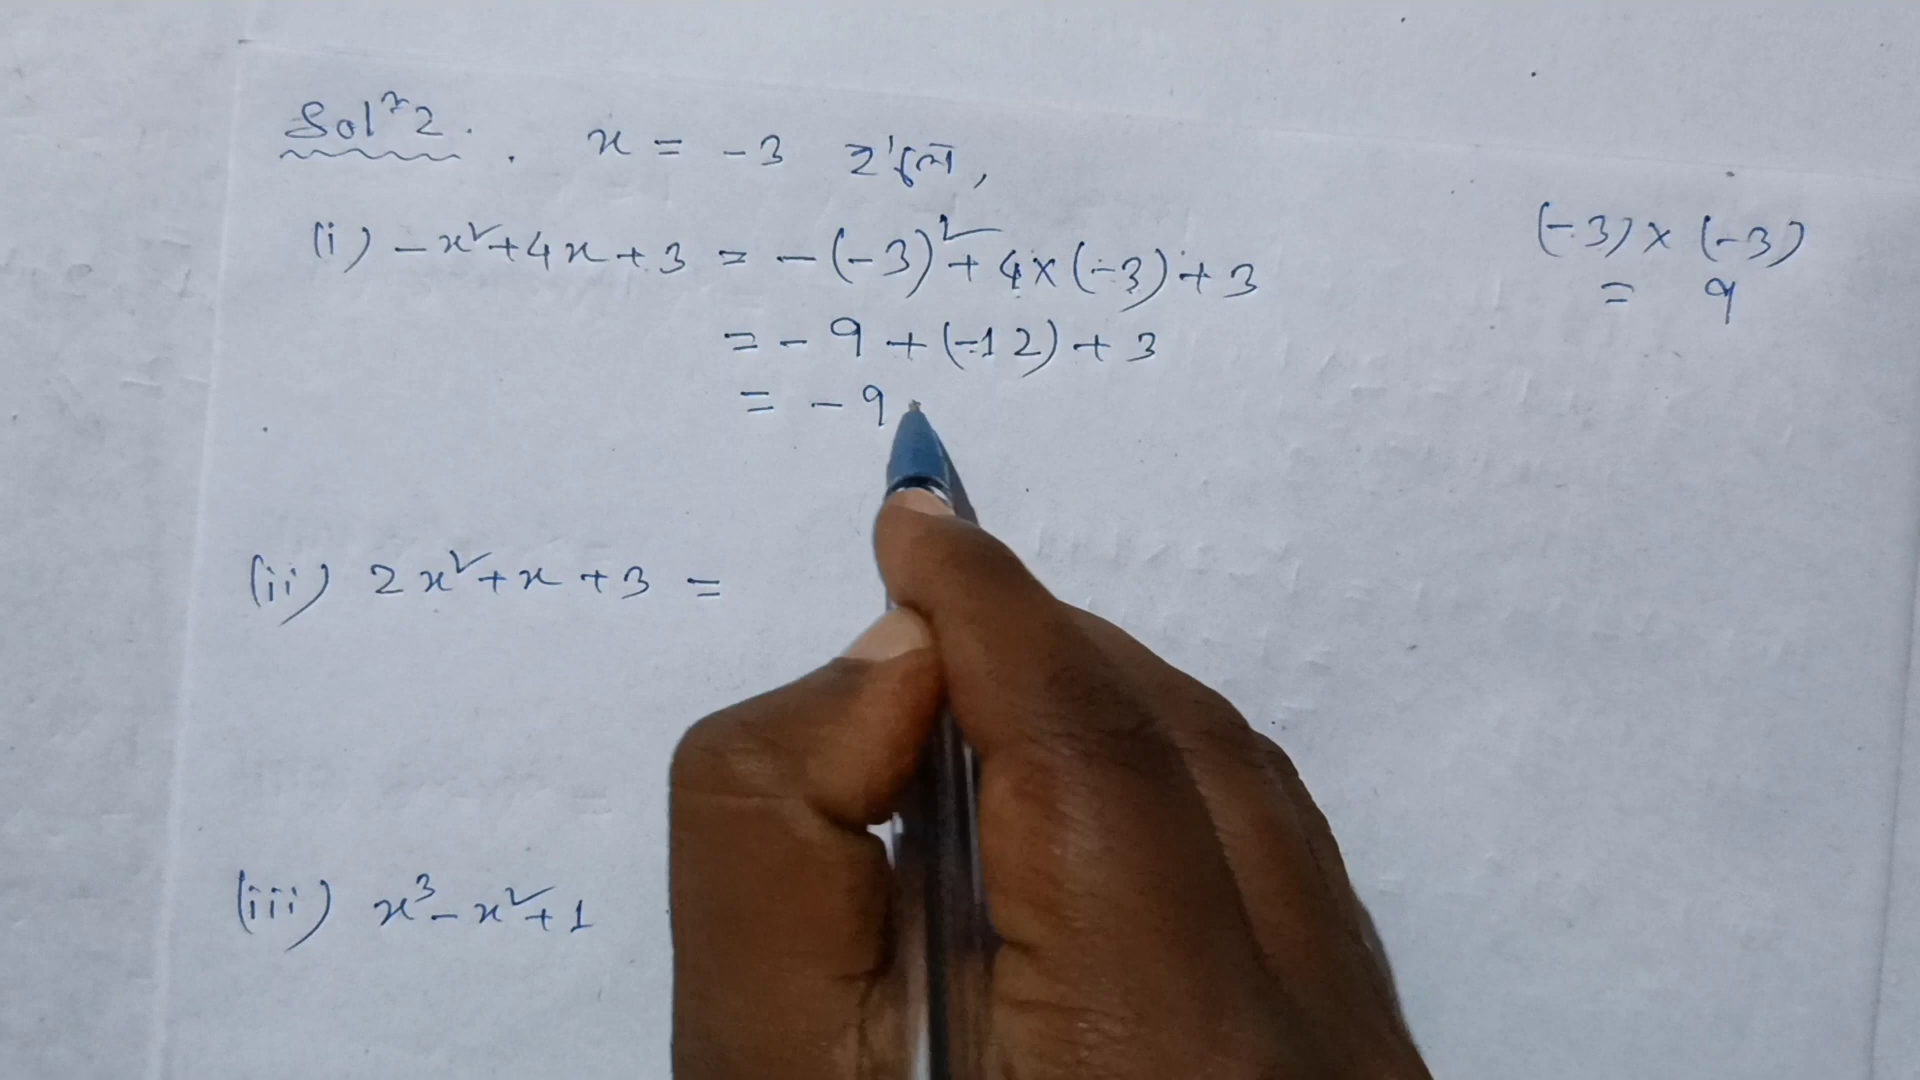 Solⁿ 2. x = -3 হ'লে,
(i) -x²+4x+3 = -(-3)²+4×(-3)+3
= -9+(-12)+3
= -9
(-3)×(-3)
= 9
(ii) 2x²+x+3 =
(iii) x³-x²+1